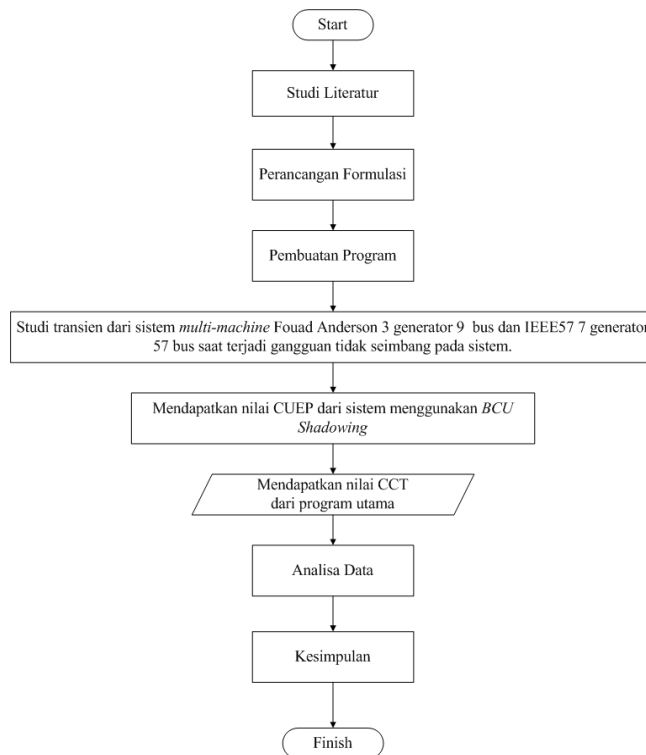 Start
Studi Literatur
Perancangan Formulasi
Pembuatan Program
Studi transien dari sistem multi-machine Fouad Anderson 3 generator 9 bus dan IEEE57 7 generator
57 bus saat terjadi gangguan tidak seimbang pada sistem.
Mendapatkan nilai CUEP dari sistem menggunakan BCU
Shadowing
Mendapatkan nilai CCT
dari program utama
Analisa Data
Kesimpulan
Finish